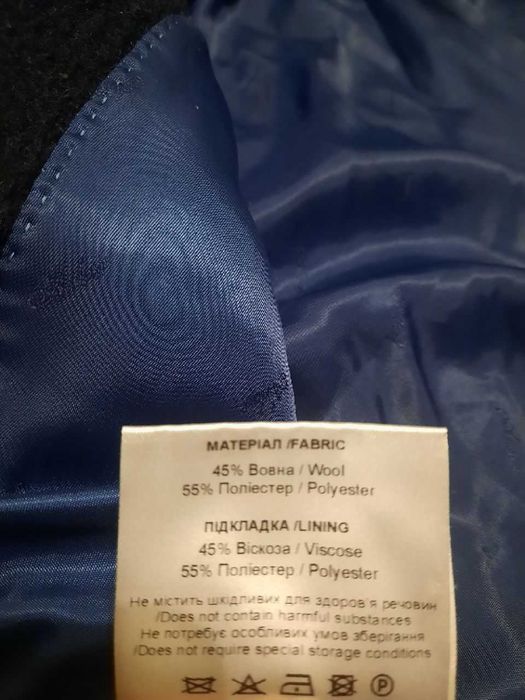 МАТЕРІАЛ /FABRIC
45% Вовна / Wool
55% Поліестер / Polyester
ПІДКЛАДКА /LINING
45% Віскоза / Viscose
55% Поліестер / Polyester
Не містить шкідливих для здоров'я речовин
/Does not contain harmful substances
Не потребує особливих умов зберігання
/Does not require special storage conditions
P